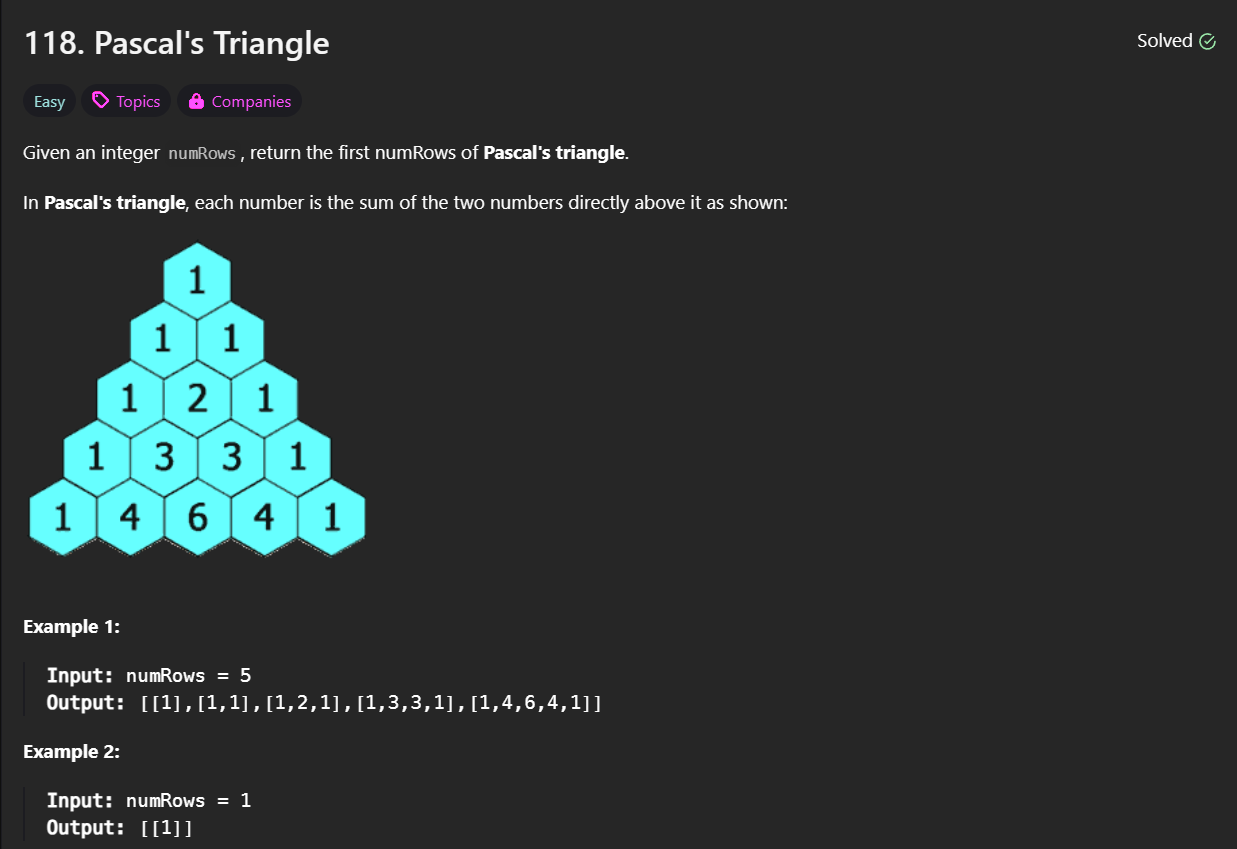 118. Pascal's Triangle
Solved
Easy Topics Companies
Given an integer numRows, return the first numRows of Pascal's triangle.
In Pascal's triangle, each number is the sum of the two numbers directly above it as shown:
1
1 1
1 2 1
1 3 3 1
1 4 6 4 1
Example 1:
Input: numRows = 5
Output: [[1],[1,1],[1,2,1],[1,3,3,1],[1,4,6,4,1]]
Example 2:
Input: numRows = 1
Output: [[1]]